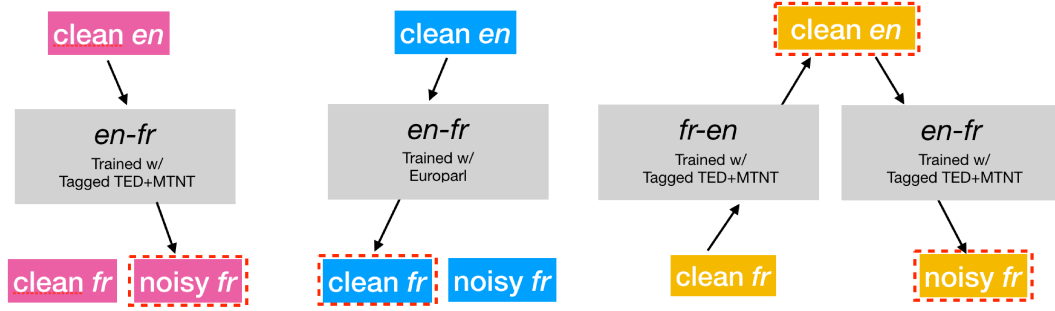 clean en
en-fr
Trained w/
Tagged TED+MTNT
clean fr
noisy fr
clean en
en-fr
Trained w/
Europarl
clean fr
noisy fr
clean en
fr-en
Trained w/
Tagged TED+MTNT
en-fr
Trained w/
Tagged TED+MTNT
clean fr
noisy fr